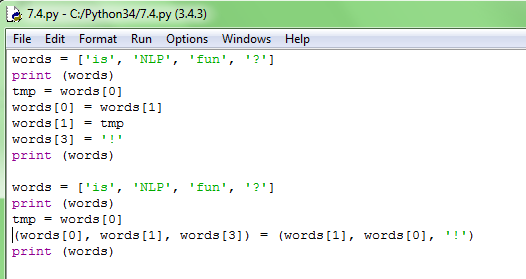 7.4.py - C:/Python34/7.4.py (3.4.3)
File Edit Format Run Options Windows Help
words = ['is', 'NLP', 'fun', '?']
print (words)
tmp = words[0]
words[0] = words[1]
words[1] = tmp
words[3] = '!'
print (words)

words = ['is', 'NLP', 'fun', '?']
print (words)
tmp = words[0]
(words[0], words[1], words[3]) = (words[1], words[0], '!')
print (words)